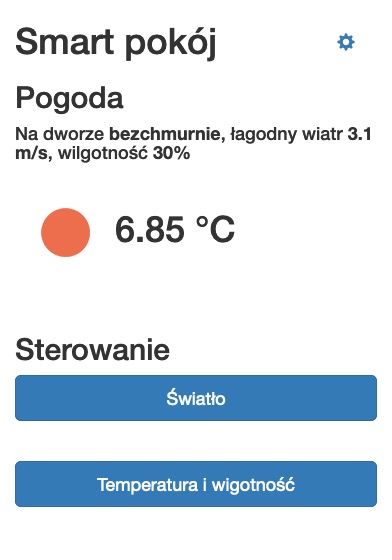 Smart pokój
Pogoda
Na dworze bezchmurnie, łagodny wiatr 3.1
m/s, wilgotność 30%
6.85 °C
Sterowanie
Światło
Temperatura i wigotność